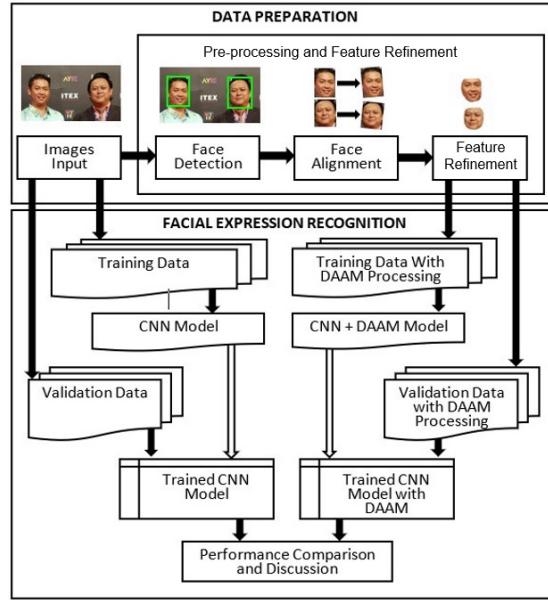 DATA PREPARATION
Pre-processing and Feature Refinement
ITEX
Images
Input
Face
Detection
Face
Alignment
Feature
Refinement
FACIAL EXPRESSION RECOGNITION
Training Data
Training Data With
DAAM Processing
CNN Model
CNN + DAAM Model
Validation Data
Validation Data
with DAAM
Processing
Trained CNN
Model
Trained CNN
Model with
DAAM
Performance Comparison
and Discussion